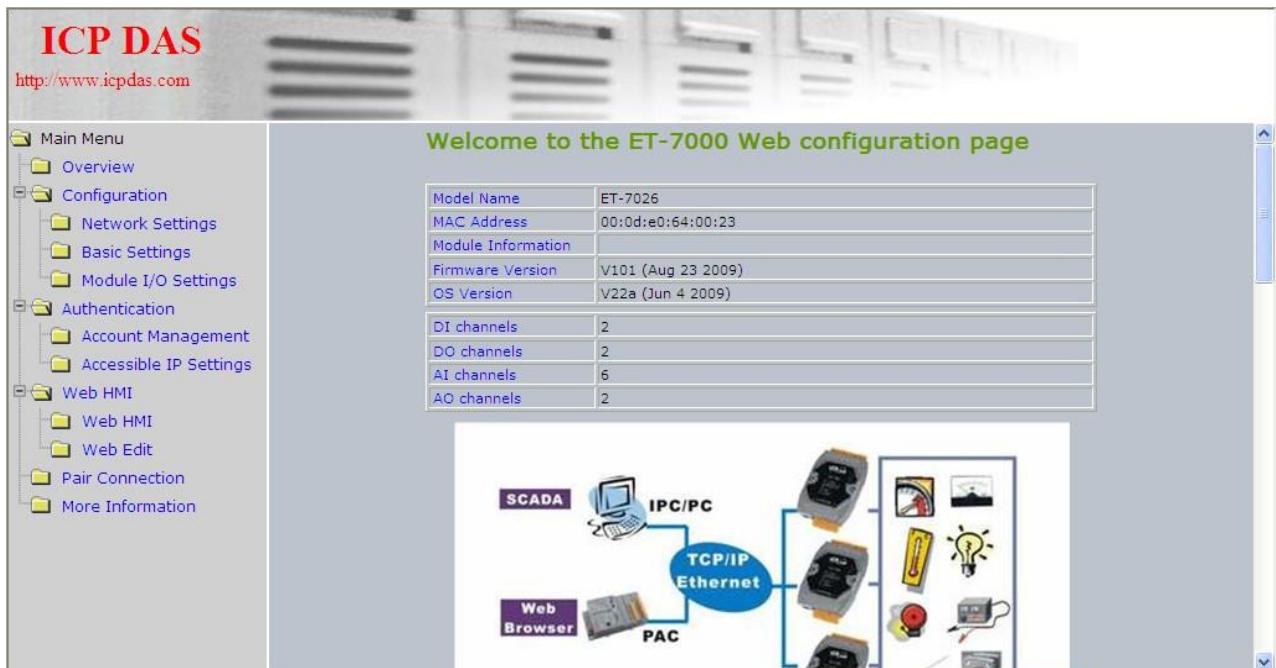 ICP DAS
http://www.icpdas.com
Main Menu
Overview
Configuration
Network Settings
Basic Settings
Module I/O Settings
Authentication
Account Management
Accessible IP Settings
Web HMI
Web HMI
Web Edit
Pair Connection
More Information
Welcome to the ET-7000 Web configuration page
Model Name ET-7026
MAC Address 00:0d:e0:64:00:23
Module Information
Firmware Version V101 (Aug 23 2009)
OS Version V22a (Jun 4 2009)
DI channels 2
DO channels 2
AI channels 6
AO channels 2
SCADA
IPC/PC
TCP/IP
Ethernet
Web
Browser
PAC